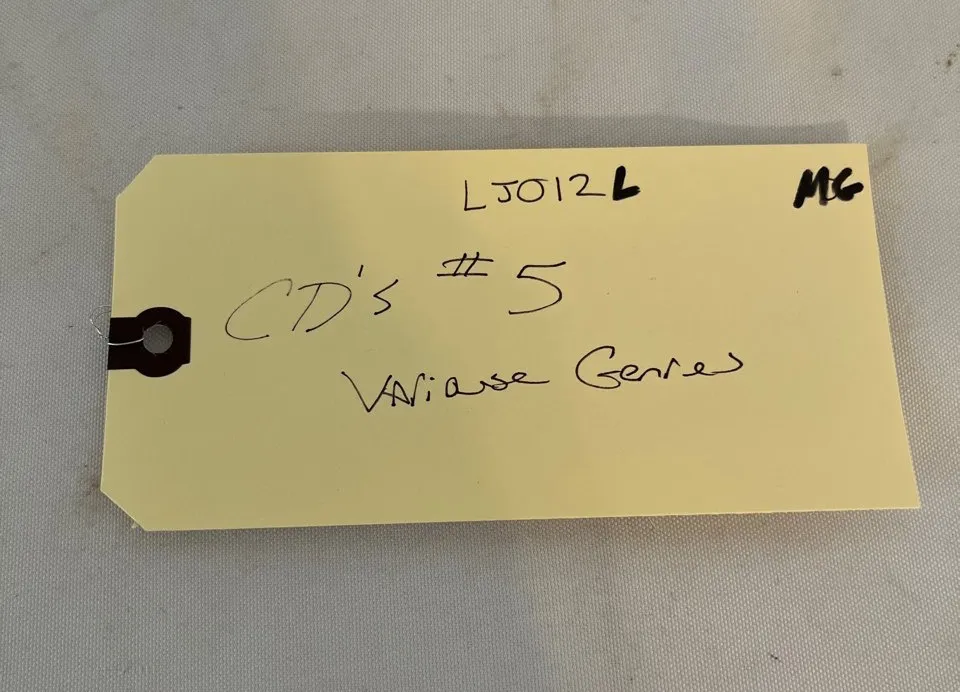 LJ012L MG
CD's #5
Variouse Genres